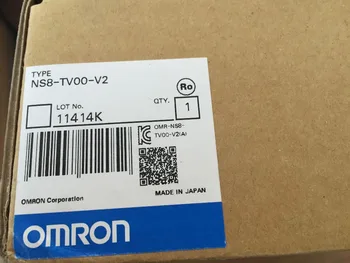 TYPE
NS8-TV00-V2
Ro
LOT No.
QTY.
11414K
1
OMR-NS8-
TV00-V2(A)
OMRON Corporation
MADE IN JAPAN
OMRON